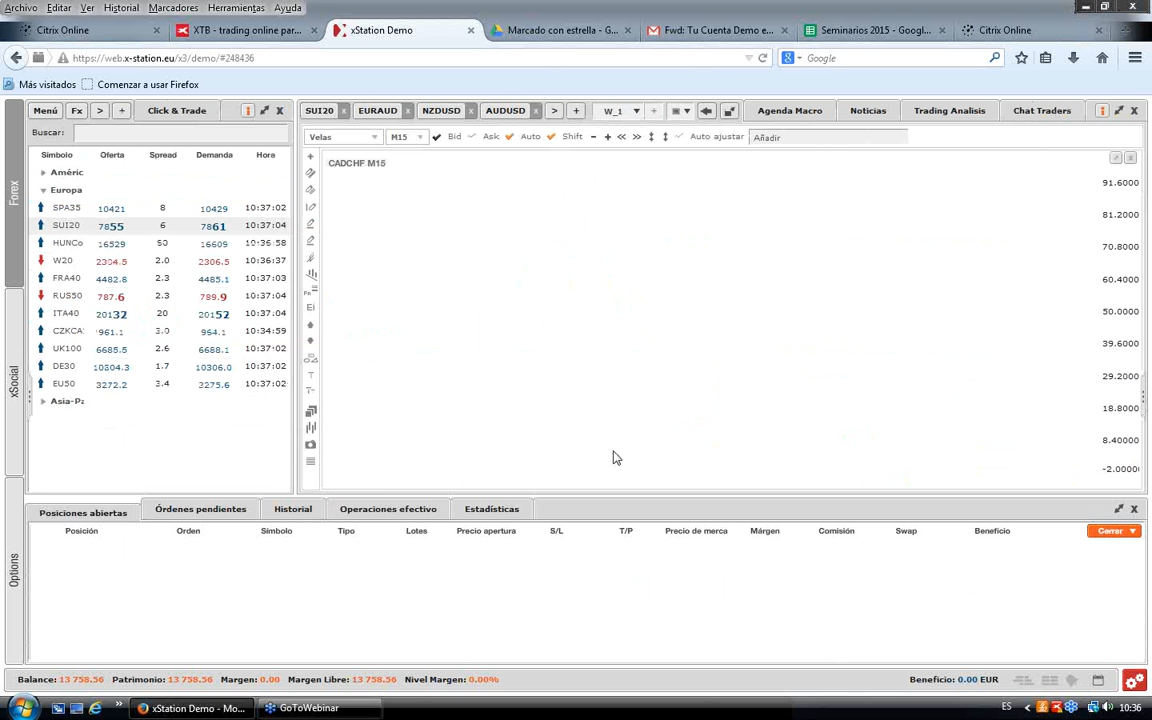 Archivo Editar Ver Historial Marcadores Herramientas Ayuda
Citrix Online XTB - trading online par... xStation Demo Marcado con estrella - G... Fwd: Tu Cuenta Demo e... Seminarios 2015 - Googl... Citrix Online
https://web.x-station.eu/x3/demo/#248436 Google
Más visitados Comenzar a usar Firefox
Menú Fx > + Click & Trade SUI20 EURAUD NZDUSD AUDUSD > + W_1 Agenda Macro Noticias Trading Analisis Chat Traders
Buscar: Velas M15 Bid Ask Auto Shift Auto ajustar Añadir
Símbolo Oferta Spread Demanda Hora
CADCHF M15
Améric
Europa
SPA35 10421 8 10429 10:37:02
SUI20 7855 6 7861 10:37:04
HUNCo 16529 50 16609 10:36:58
W20 2304.5 2.0 2306.5 10:36:37
FRA40 4482.8 2.3 4485.1 10:37:03
RUS50 787.6 2.3 789.9 10:37:04
ITA40 20132 20 20152 10:37:04
CZKCA 961.1 3.0 964.1 10:34:59
UK100 6685.5 2.6 6688.1 10:37:02
DE30 10304.3 1.7 10306.0 10:37:02
EU50 3272.2 3.4 3275.6 10:37:02
Asia-Pa
91.6000
81.2000
70.8000
60.4000
50.0000
39.6000
29.2000
18.8000
8.4000
-2.0000
Forex
xSocial
Options
Posiciones abiertas Órdenes pendientes Historial Operaciones efectivo Estadísticas
Posición Orden Símbolo Tipo Lotes Precio apertura S/L T/P Precio de merca Márgen Comisión Swap Beneficio Cerrar
Balance: 13 758.56 Patrimonio: 13 758.56 Margen: 0.00 Margen Libre: 13 758.56 Nivel Margen: 0.00% Beneficio: 0.00 EUR
xStation Demo - Mo... GoToWebinar ES 10:36